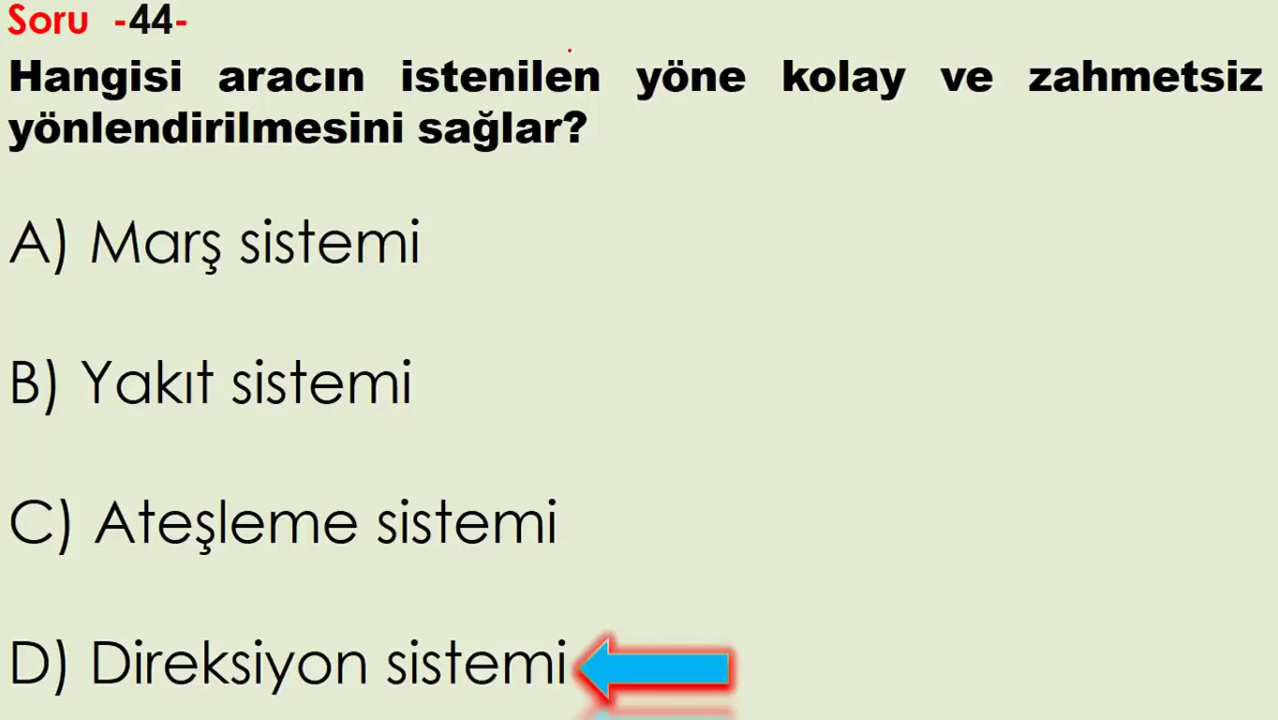 Soru -44-
Hangisi aracın istenilen yöne kolay ve zahmetsiz
yönlendirilmesini sağlar?
A) Marş sistemi
B) Yakıt sistemi
C) Ateşleme sistemi
D) Direksiyon sistemi